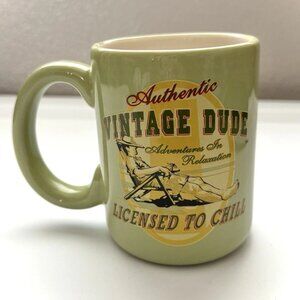 Authentic
VINTAGE DUDE
Adventures In
Relaxation
LICENSED TO CHILL